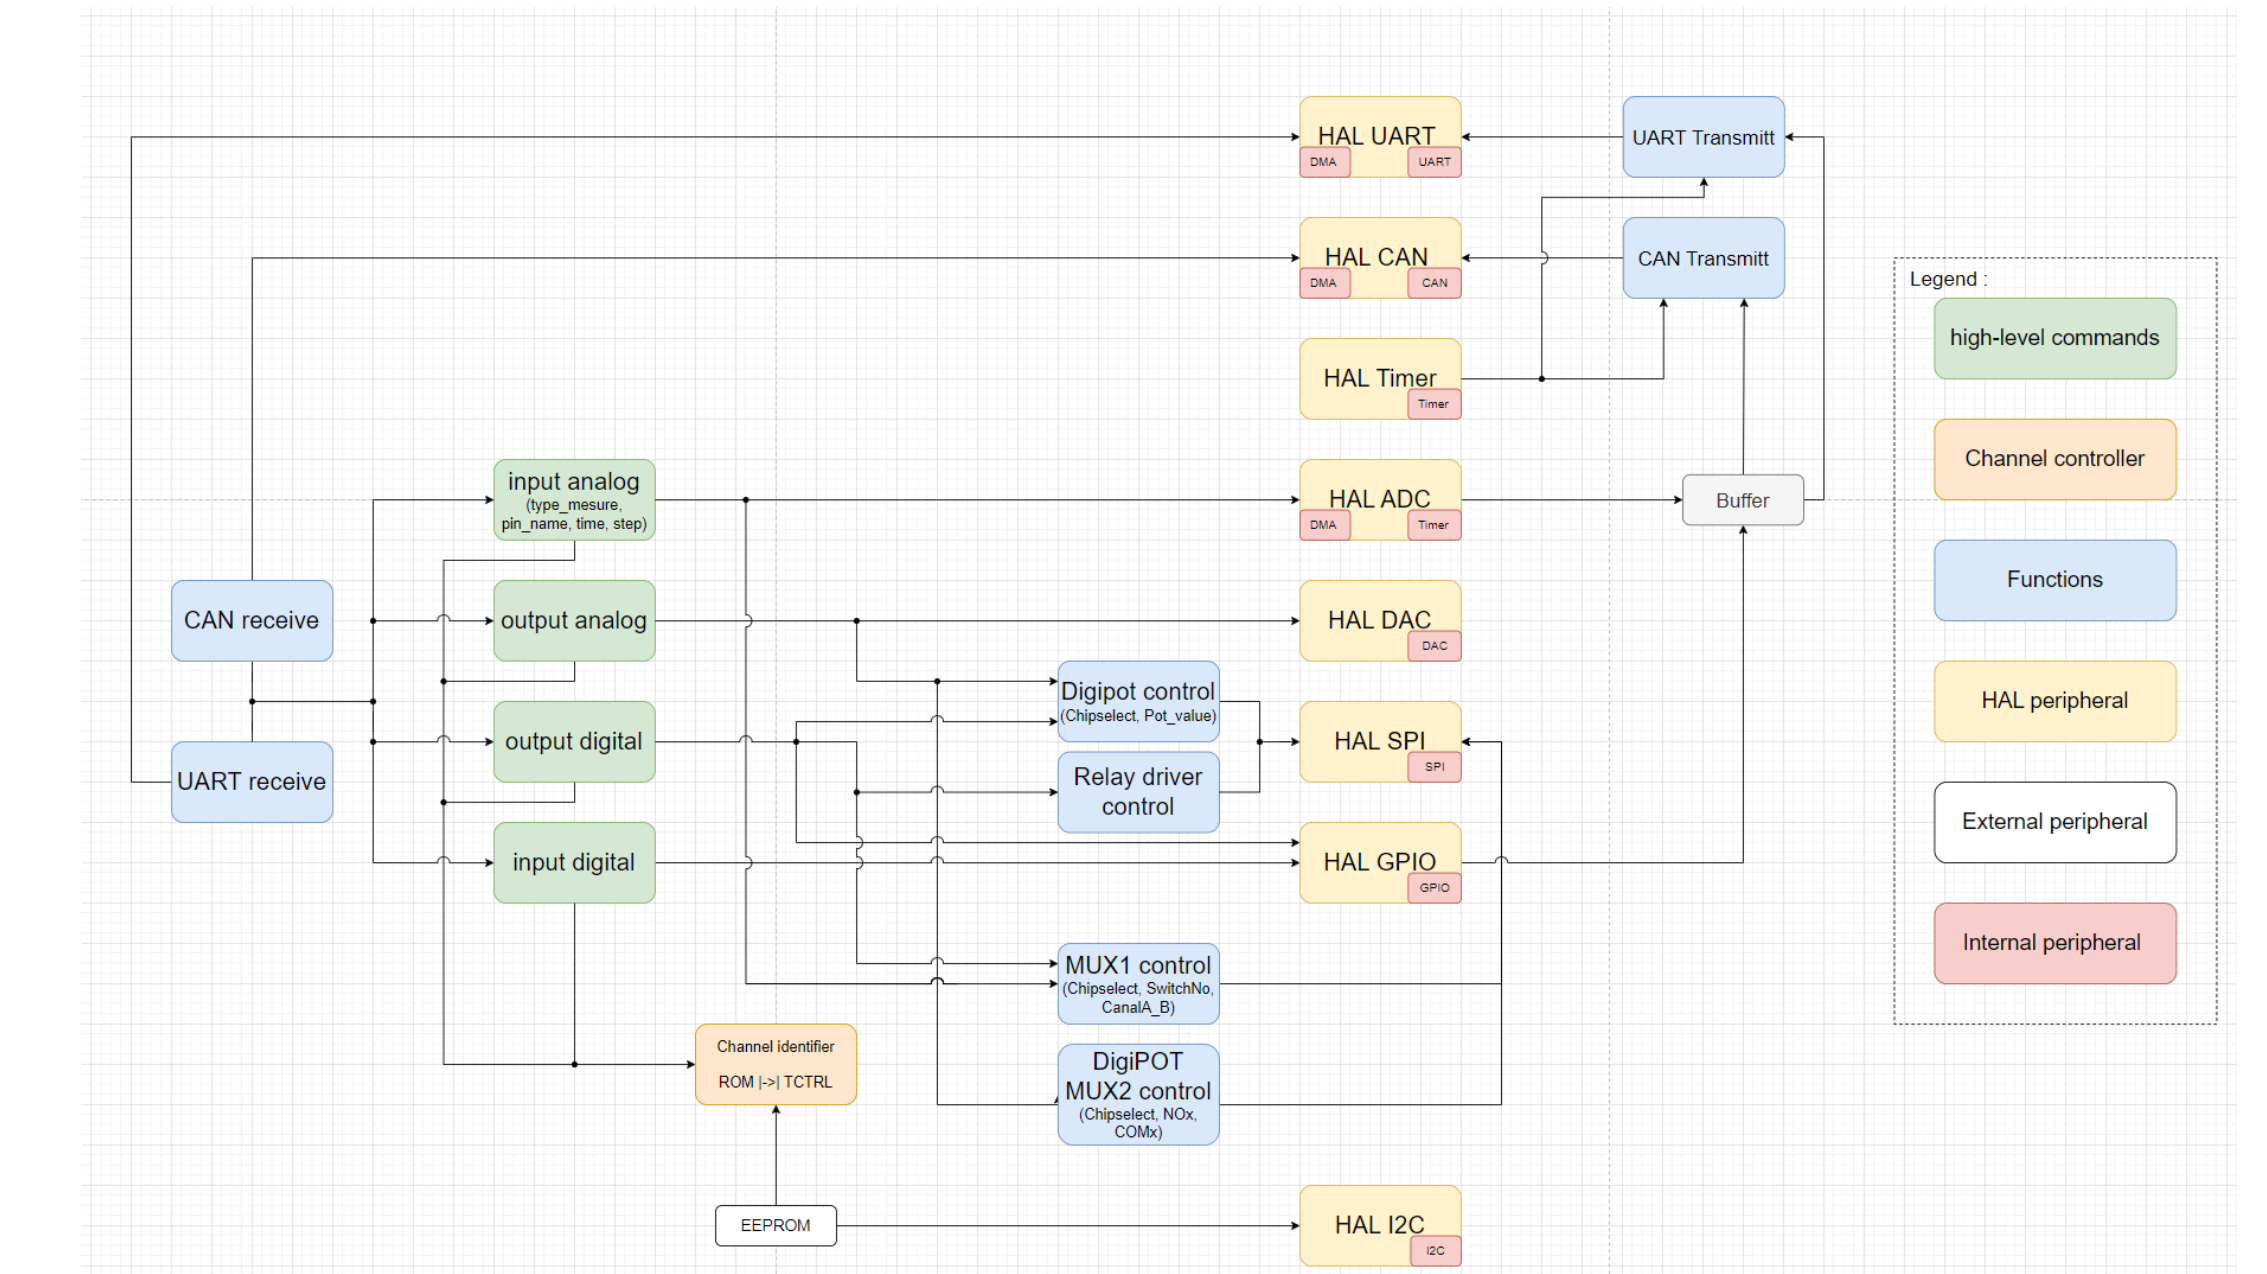 HAL UART
DMA
UART
UART Transmitt
HAL CAN
DMA
CAN
CAN Transmitt
HAL Timer
Timer
input analog
(type_mesure,
pin_name, time, step)
HAL ADC
DMA
Timer
Buffer
CAN receive
output analog
HAL DAC
DAC
Digipot control
(Chipselect, Pot_value)
output digital
HAL SPI
SPI
UART receive
Relay driver
control
input digital
HAL GPIO
GPIO
MUX1 control
(Chipselect, SwitchNo,
CanalA_B)
Channel identifier
ROM |->| TCTRL
DigiPOT
MUX2 control
(Chipselect, NOx,
COMx)
EEPROM
HAL I2C
I2C
Legend :
high-level commands
Channel controller
Functions
HAL peripheral
External peripheral
Internal peripheral